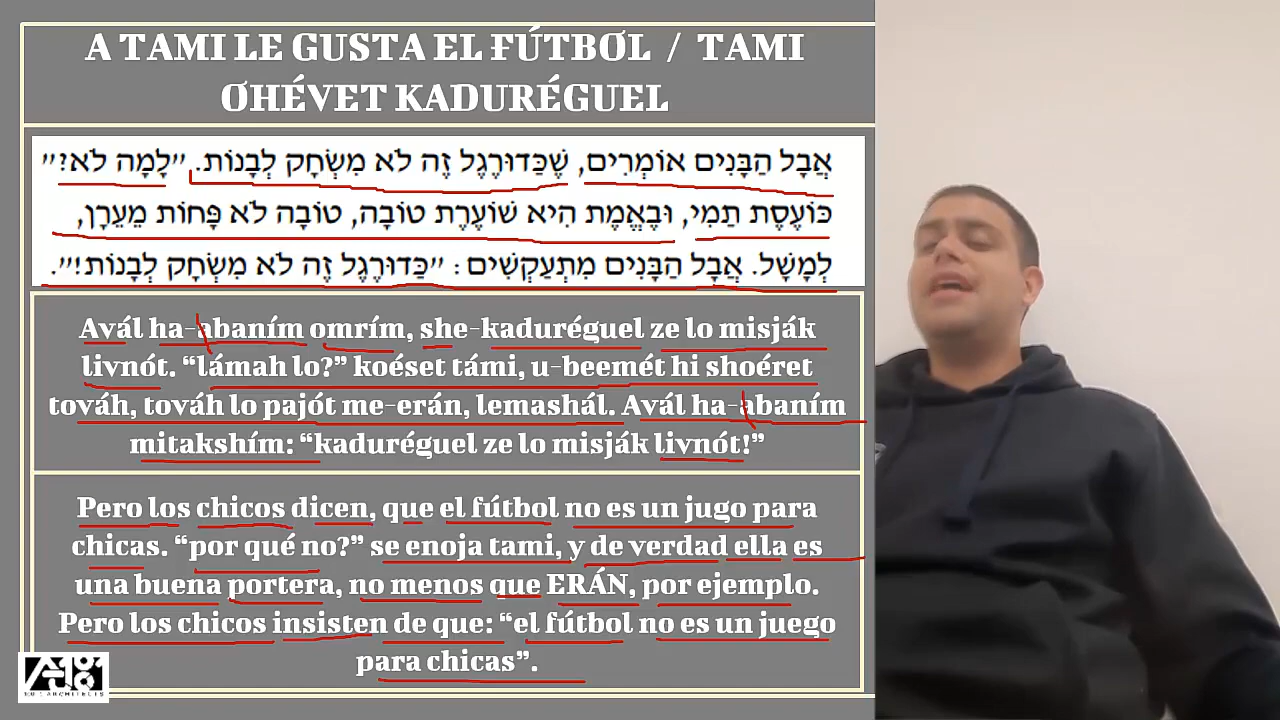 A TAMI LE GUSTA EL FÚTBOL / TAMI
OHÉVET KADURÉGUEL
אֲבָל הַבָּנִים אוֹמְרִים, שֶׁכַּדּוּרֶגֶל זֶה לֹא מִשְׂחָק לְבָנוֹת. "לָמָה לֹא?"
כּוֹעֶסֶת תַּמִי, וּבֶאֱמֶת הִיא שׁוֹעֶרֶת טוֹבָה, טוֹבָה לֹא פָּחוֹת מֵעֵרָן,
לְמָשָׁל. אֲבָל הַבָּנִים מִתְעַקְּשִׁים: "כַּדּוּרֶגֶל זֶה לֹא מִשְׂחָק לְבָנוֹת!".
Avál ha-abaním omrím, she-kaduréguel ze lo misják
livnót. “lámah lo?” koéset támi, u-beemét hi shoéret
továh, továh lo pajót me-erán, lemashál. Avál ha-abaním
mitakshím: “kaduréguel ze lo misják livnót!”
Pero los chicos dicen, que el fútbol no es un jugo para
chicas. “por qué no?” se enoja tami, y de verdad ella es
una buena portera, no menos que ERÁN, por ejemplo.
Pero los chicos insisten de que: “el fútbol no es un juego
para chicas”.